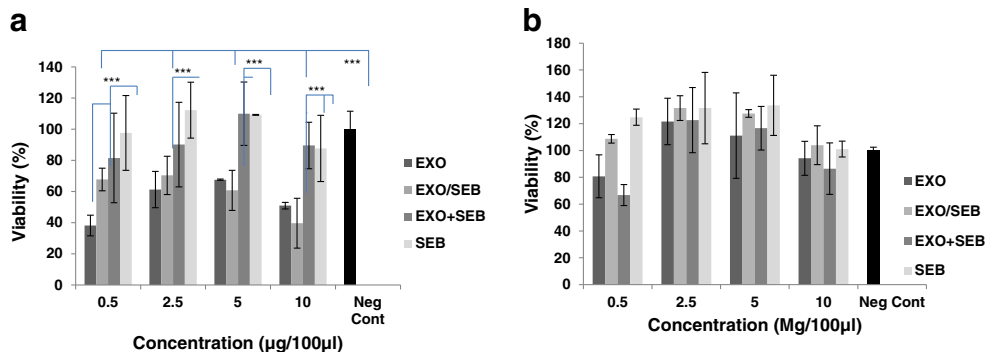 a
Viability (%)
140
120
100
80
60
40
20
0
***
***
***
***
***
0.5
2.5
5
10
Neg
Cont
Concentration (µg/100µl)
EXO
EXO/SEB
EXO+SEB
SEB
b
Viability (%)
180
160
140
120
100
80
60
40
20
0
0.5
2.5
5
10
Neg Cont
Concentration (Mg/100µl)
EXO
EXO/SEB
EXO+SEB
SEB